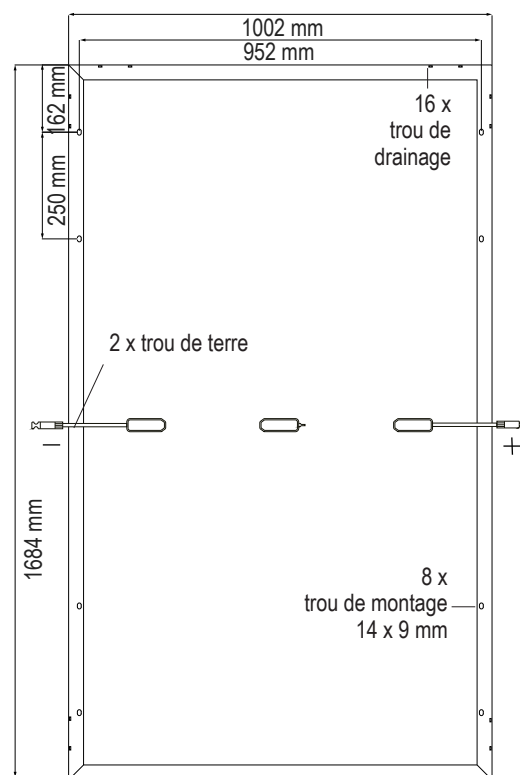 1002 mm
952 mm
162 mm
16 x
trou de
drainage
250 mm
2 x trou de terre
−
+
1684 mm
8 x
trou de montage
14 x 9 mm